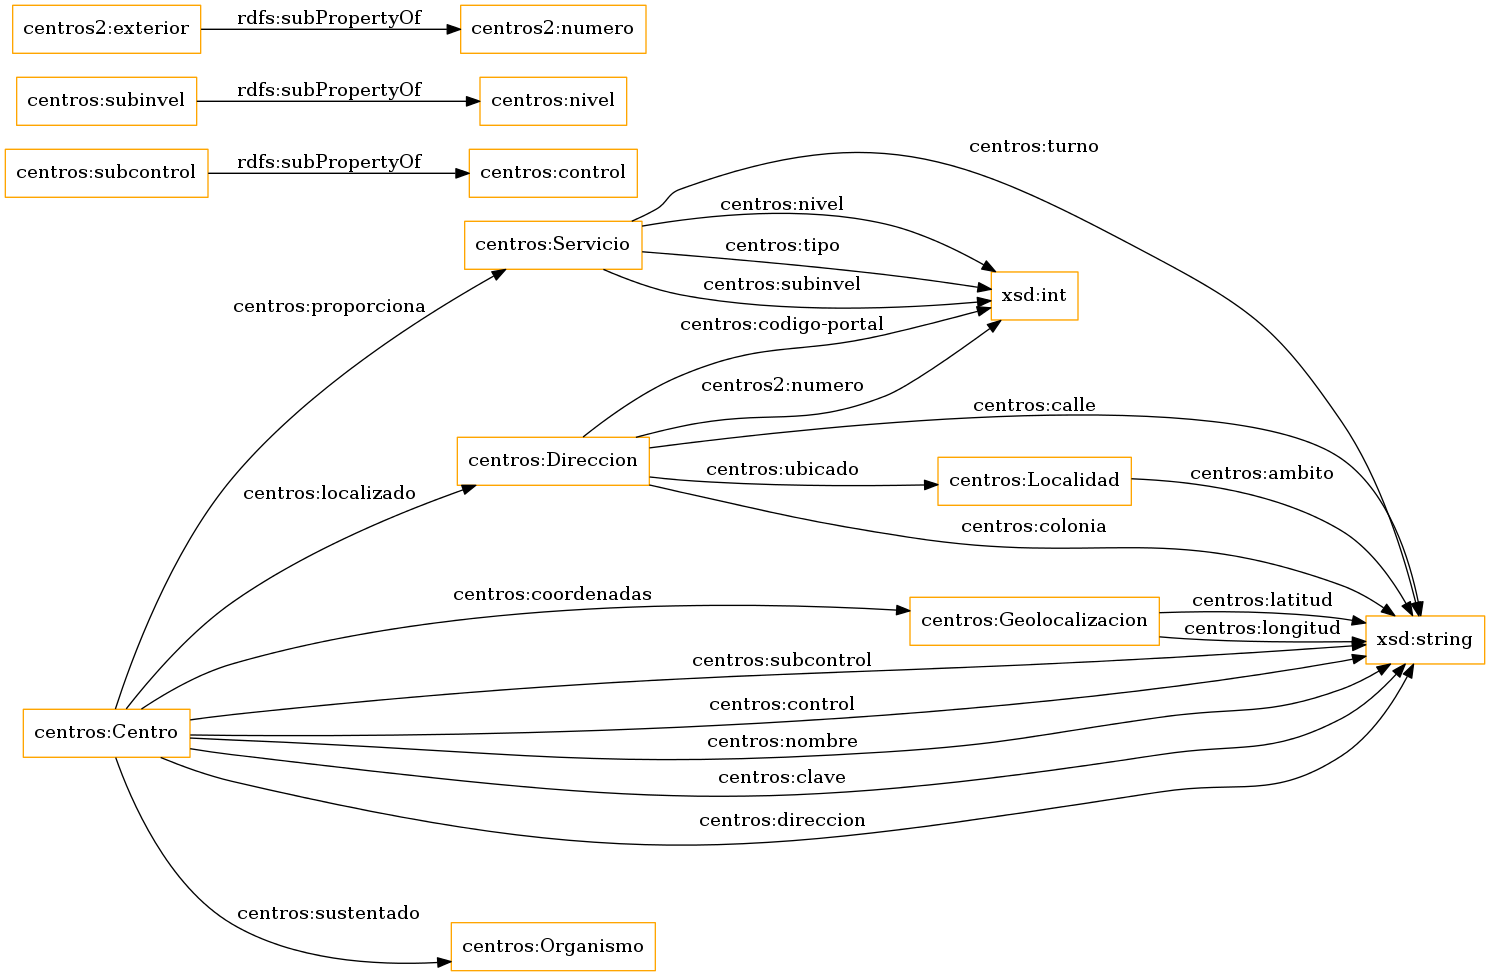 centros2:exterior
rdfs:subPropertyOf
centros2:numero
centros:subinvel
rdfs:subPropertyOf
centros:nivel
centros:subcontrol
rdfs:subPropertyOf
centros:control
centros:turno
centros:nivel
centros:Servicio
centros:tipo
centros:subinvel
xsd:int
centros:proporciona
centros:codigo-portal
centros2:numero
centros:calle
centros:Direccion
centros:ubicado
centros:Localidad
centros:ambito
centros:localizado
centros:colonia
centros:coordenadas
centros:Geolocalizacion
centros:latitud
centros:longitud
xsd:string
centros:subcontrol
centros:control
centros:Centro
centros:nombre
centros:clave
centros:direccion
centros:sustentado
centros:Organismo